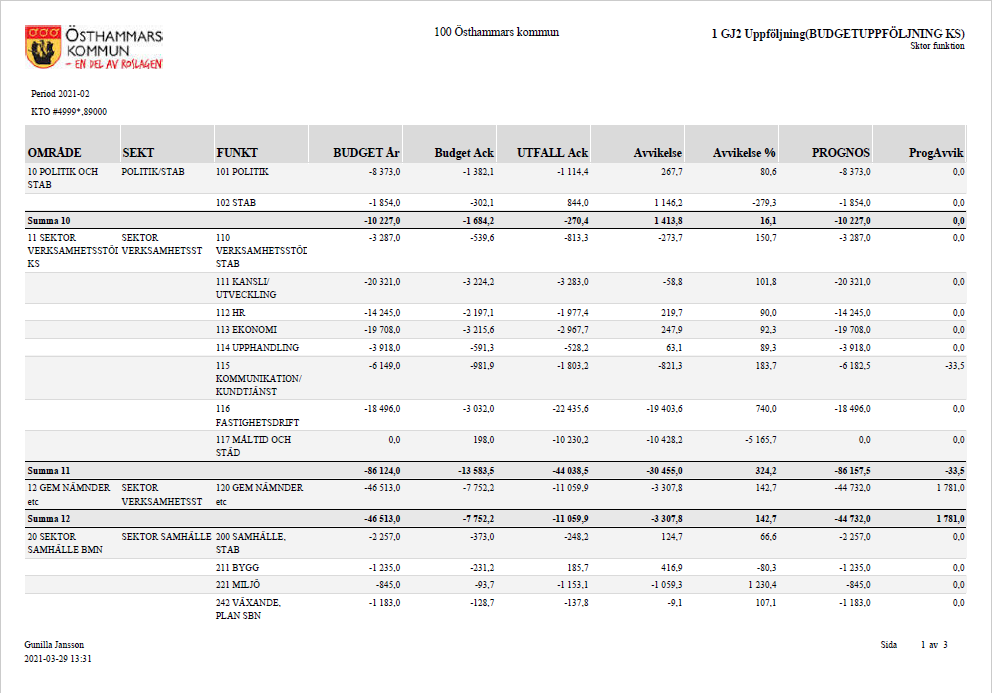 ÖSTHAMMARS
KOMMUN
– EN DEL AV ROSLAGEN
100 Östhammars kommun
1 GJ2 Uppföljning(BUDGETUPPFÖLJNING KS)
Sktor funktion
Period 2021-02
KTO #4999*,89000
OMRÅDE SEKT FUNKT BUDGET År Budget Ack UTFALL Ack Avvikelse Avvikelse % PROGNOS ProgAvvik
10 POLITIK OCH POLITIK/STAB 101 POLITIK -8 373,0 -1 382,1 -1 114,4 267,7 80,6 -8 373,0 0,0
STAB
102 STAB -1 854,0 -302,1 844,0 1 146,2 -279,3 -1 854,0 0,0
Summa 10 -10 227,0 -1 684,2 -270,4 1 413,8 16,1 -10 227,0 0,0
11 SEKTOR SEKTOR 110 -3 287,0 -539,6 -813,3 -273,7 150,7 -3 287,0 0,0
VERKSAMHETSSTÖI VERKSAMHETSST VERKSAMHETSSTÖI
KS STAB
111 KANSLI/ -20 321,0 -3 224,2 -3 283,0 -58,8 101,8 -20 321,0 0,0
UTVECKLING
112 HR -14 245,0 -2 197,1 -1 977,4 219,7 90,0 -14 245,0 0,0
113 EKONOMI -19 708,0 -3 215,6 -2 967,7 247,9 92,3 -19 708,0 0,0
114 UPPHANDLING -3 918,0 -591,3 -528,2 63,1 89,3 -3 918,0 0,0
115 -6 149,0 -981,9 -1 803,2 -821,3 183,7 -6 182,5 -33,5
KOMMUNIKATION/
KUNDTJÄNST
116 -18 496,0 -3 032,0 -22 435,6 -19 403,6 740,0 -18 496,0 0,0
FASTIGHETSDRIFT
117 MÅLTID OCH 0,0 198,0 -10 230,2 -10 428,2 -5 165,7 0,0 0,0
STÄD
Summa 11 -86 124,0 -13 583,5 -44 038,5 -30 455,0 324,2 -86 157,5 -33,5
12 GEM NÄMNDER SEKTOR 120 GEM NÄMNDER -46 513,0 -7 752,2 -11 059,9 -3 307,8 142,7 -44 732,0 1 781,0
etc VERKSAMHETSST etc
Summa 12 -46 513,0 -7 752,2 -11 059,9 -3 307,8 142,7 -44 732,0 1 781,0
20 SEKTOR SEKTOR SAMHÄLLE 200 SAMHÄLLE, -2 257,0 -373,0 -248,2 124,7 66,6 -2 257,0 0,0
SAMHÄLLE BMN STAB
211 BYGG -1 235,0 -231,2 185,7 416,9 -80,3 -1 235,0 0,0
221 MILJÖ -845,0 -93,7 -1 153,1 -1 059,3 1 230,4 -845,0 0,0
242 VÄXANDE, -1 183,0 -128,7 -137,8 -9,1 107,1 -1 183,0 0,0
PLAN SBN
Gunilla Jansson Sida 1 av 3
2021-03-29 13:31